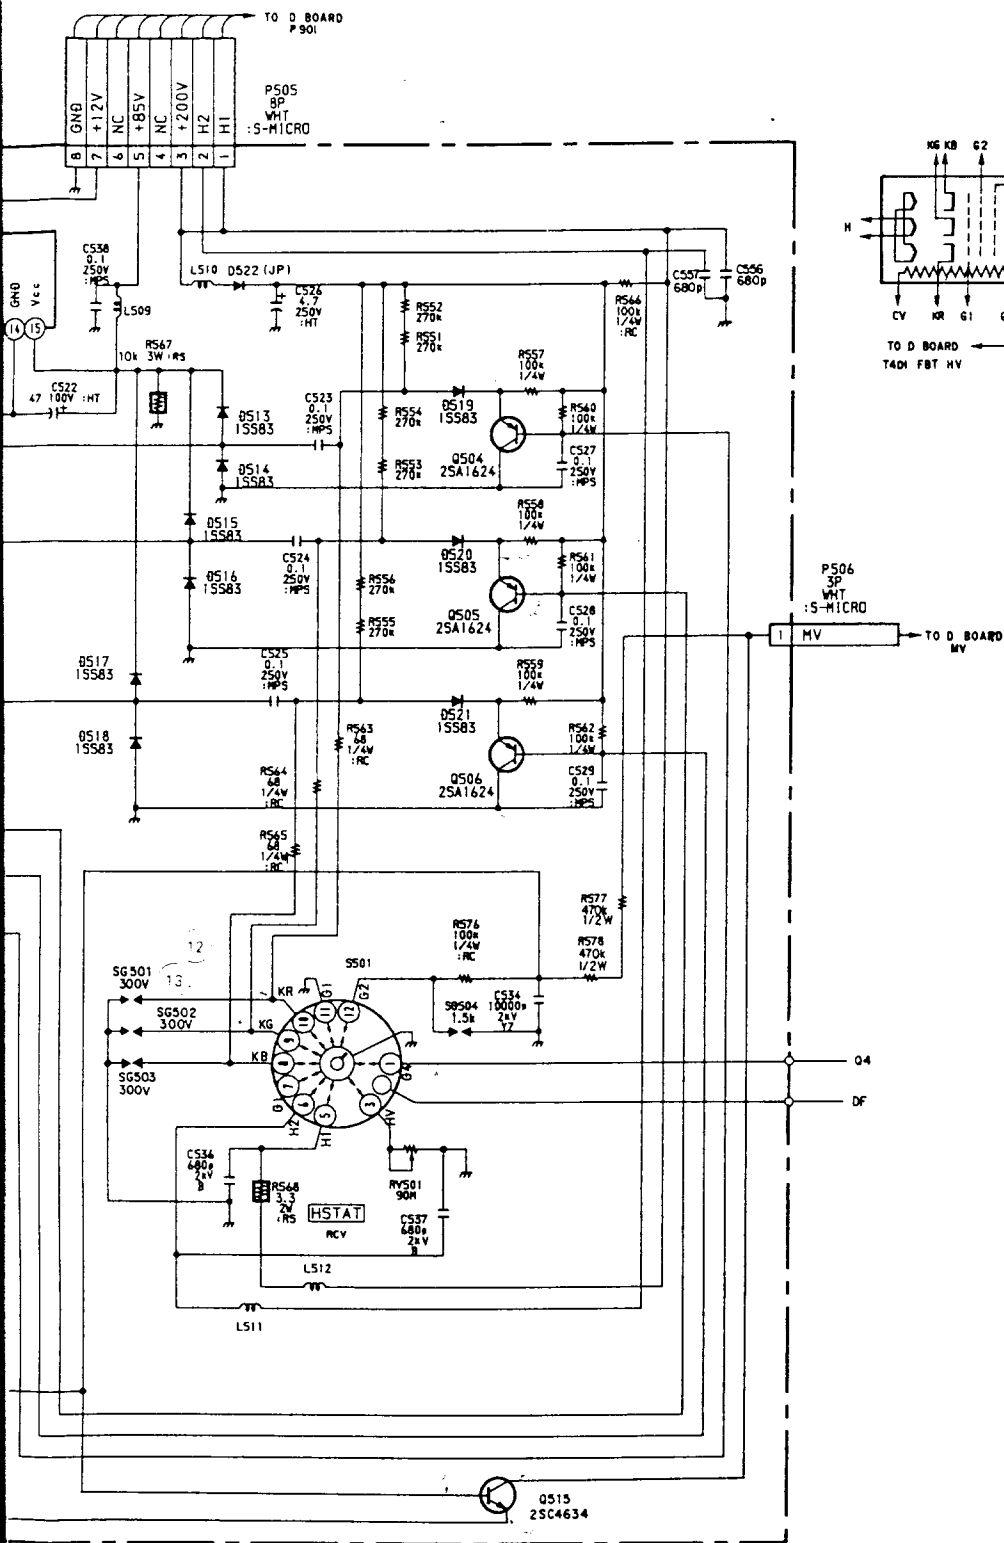 TO D BOARD
P901
P505
8P
WHT
:S-MICRO
GND
+12V
NC
+85V
NC
+200V
H2
H1
8
7
6
5
4
3
2
1
KG KB G2
H
CV KR G1
TO D BOARD
T401 FBT HV
GND
Vcc
14
15
C538
0.1
250V
:MPS
L509
L510
D522 (JP)
C526
4.7
250V
:HT
R552
270k
R551
270k
R566
100k
1/4W
:RC
C557
680p
C556
680p
R567
10k 3W :RS
C522
47 100V :HT
D513
1SS83
D514
1SS83
C523
0.1
250V
:MPS
R554
270k
R553
270k
D519
1SS83
R557
100k
1/4W
R560
100k
1/4W
Q504
2SA1624
C527
0.1
250V
:MPS
D515
1SS83
D516
1SS83
C524
0.1
250V
:MPS
R556
270k
R555
270k
D520
1SS83
R558
100k
1/4W
R561
100k
1/4W
Q505
2SA1624
C528
0.1
250V
:MPS
P506
3P
WHT
:S-MICRO
1 MV
TO D BOARD
MV
D517
1SS83
D518
1SS83
C525
0.1
250V
:MPS
R559
100k
1/4W
D521
1SS83
R562
100k
1/4W
Q506
2SA1624
C529
0.1
250V
:MPS
R563
68
1/4W
:RC
R564
68
1/4W
:RC
R565
68
1/4W
:RC
R577
470k
1/2W
R578
470k
1/2W
R576
100k
1/4W
:RC
12
13
SG501
300V
SG502
300V
SG503
300V
KR
KG
KB
S501
G1
G2
SG504
1.5k
C534
10000p
2kV
YZ
10
11
12
9
8
7
6
5
3
1
G4
G1
H2
H1
HV
G4
DF
C536
680p
2kV
B
R568
3.3
2W
:RS
HSTAT
RCV
RV501
90M
C537
680p
2kV
B
L512
L511
Q515
2SC4634